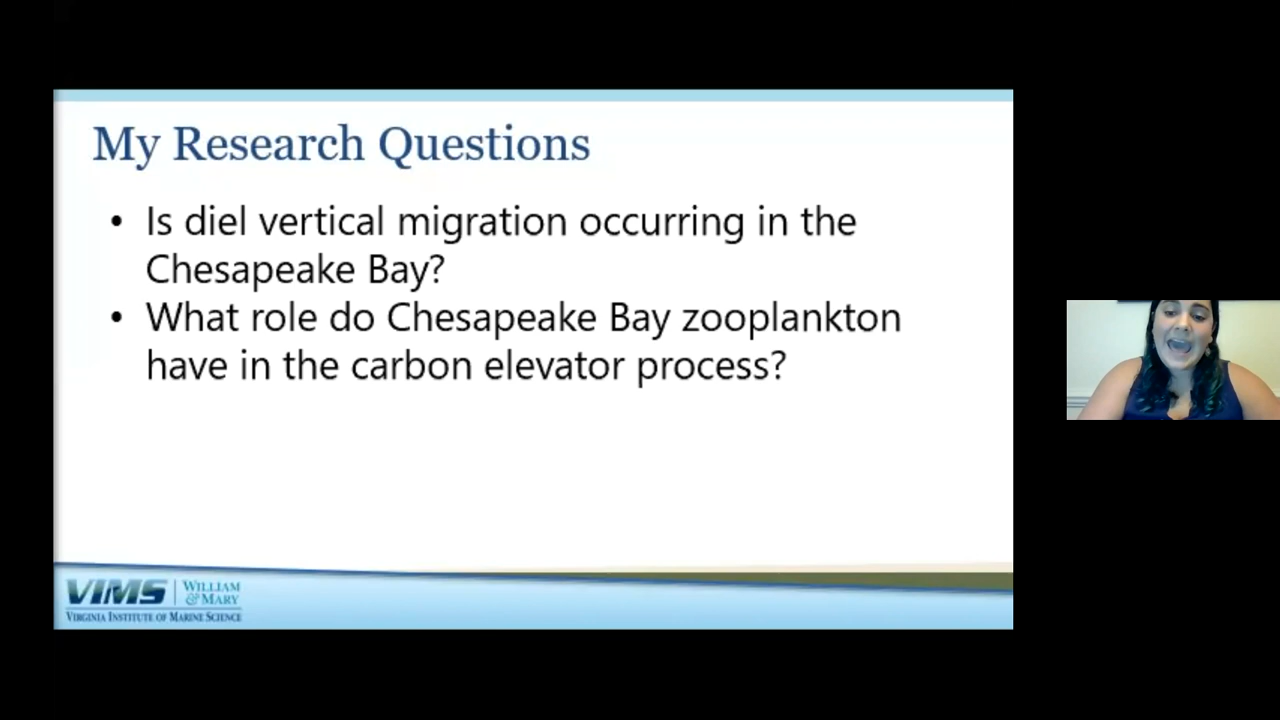 My Research Questions
• Is diel vertical migration occurring in the
Chesapeake Bay?
• What role do Chesapeake Bay zooplankton
have in the carbon elevator process?
VIMS | WILLIAM
& MARY
VIRGINIA INSTITUTE OF MARINE SCIENCE